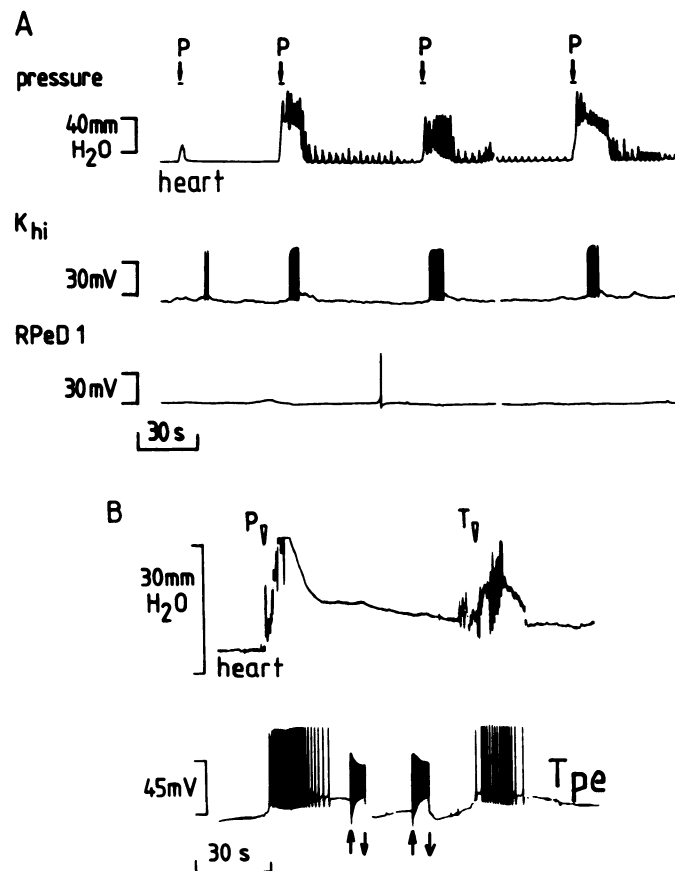 A
P P P P
pressure
40mm
H2O
heart
Khi
30mV
RPeD 1
30mV
30 s
B
P T
30mm
H2O
heart
45mV
Tpe
30 s